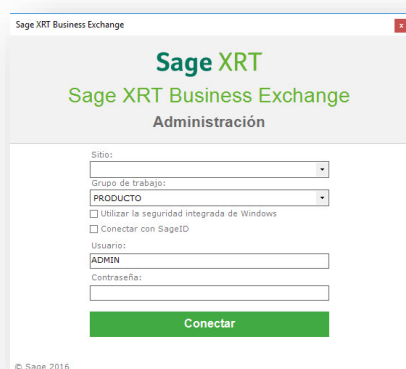 Sage XRT Business Exchange
x
Sage XRT
Sage XRT Business Exchange
Administración
Sitio:
Grupo de trabajo:
PRODUCTO
Utilizar la seguridad integrada de Windows
Conectar con SageID
Usuario:
ADMIN
Contraseña:
Conectar
© Sage 2016